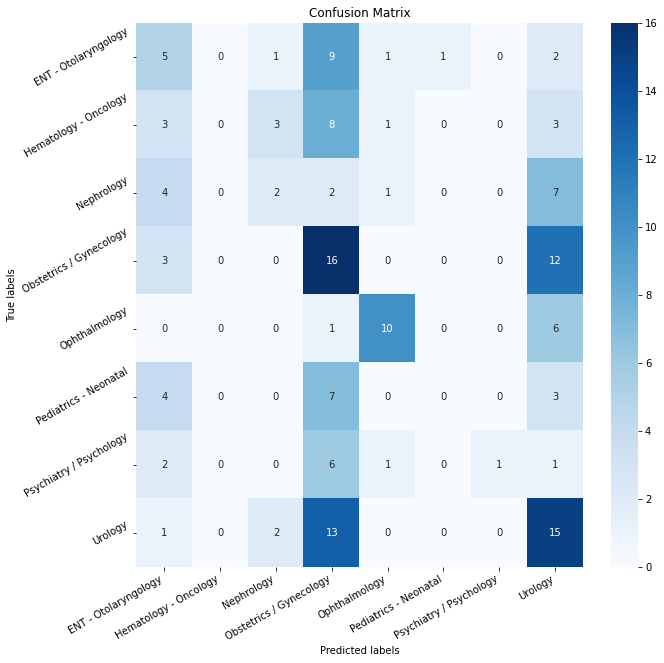 Confusion Matrix
True labels
ENT - Otolaryngology 5 0 1 9 1 1 0 2
Hematology - Oncology 3 0 3 8 1 0 0 3
Nephrology 4 0 2 2 1 0 0 7
Obstetrics / Gynecology 3 0 0 16 0 0 0 12
Ophthalmology 0 0 0 1 10 0 0 6
Pediatrics - Neonatal 4 0 0 7 0 0 0 3
Psychiatry / Psychology 2 0 0 6 1 0 1 1
Urology 1 0 2 13 0 0 0 15
ENT - Otolaryngology
Hematology - Oncology
Nephrology
Obstetrics / Gynecology
Ophthalmology
Pediatrics - Neonatal
Psychiatry / Psychology
Urology
Predicted labels
16
14
12
10
8
6
4
2
0